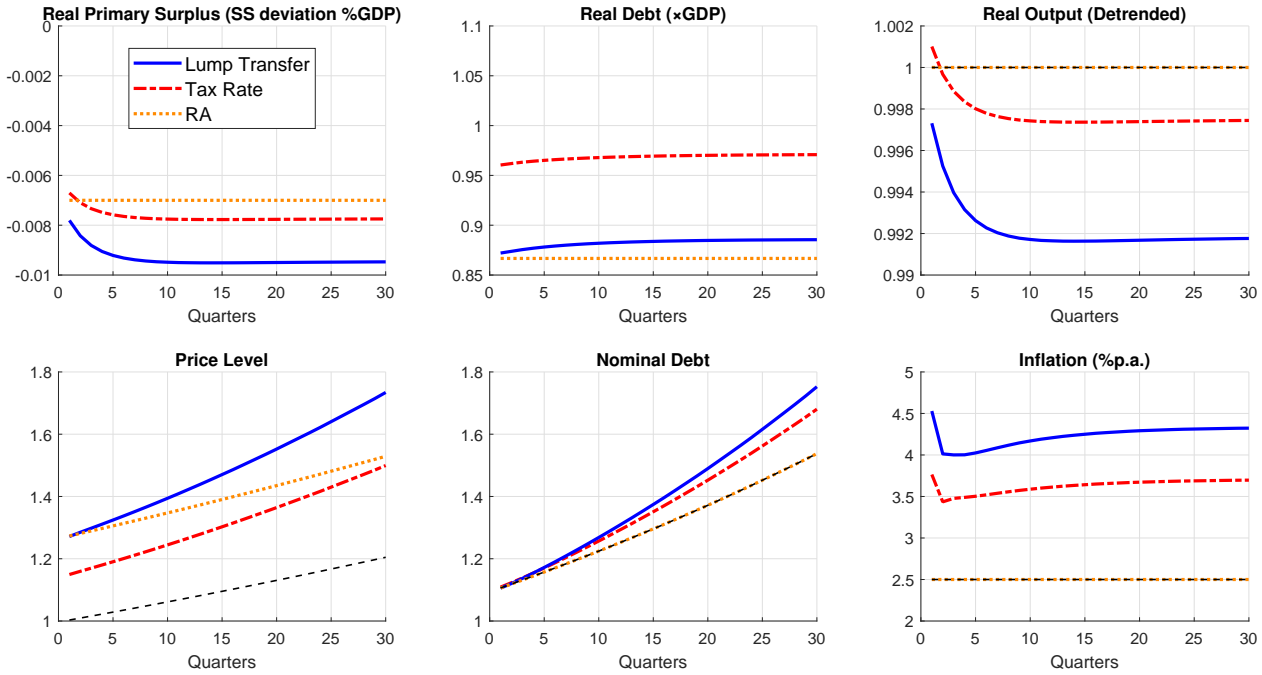 Real Primary Surplus (SS deviation %GDP)
0
-0.002
-0.004
-0.006
-0.008
-0.01
Lump Transfer
Tax Rate
RA
0 5 10 15 20 25 30
Quarters
Real Debt (×GDP)
1.1
1.05
1
0.95
0.9
0.85
0 5 10 15 20 25 30
Quarters
Real Output (Detrended)
1.002
1
0.998
0.996
0.994
0.992
0.99
0 5 10 15 20 25 30
Quarters
Price Level
1.8
1.6
1.4
1.2
1
0 5 10 15 20 25 30
Quarters
Nominal Debt
1.8
1.6
1.4
1.2
1
0 5 10 15 20 25 30
Quarters
Inflation (%p.a.)
5
4.5
4
3.5
3
2.5
2
0 5 10 15 20 25 30
Quarters